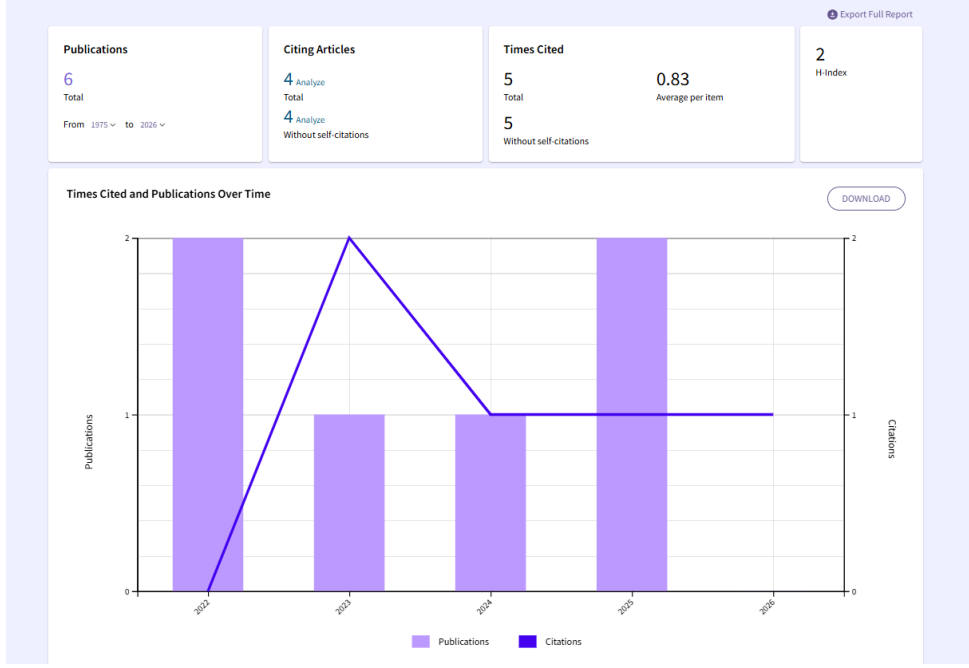 Export Full Report
Publications
6
Total
From 1975 to 2026
Citing Articles
4 Analyze
Total
4 Analyze
Without self-citations
Times Cited
5
Total
5
Without self-citations
0.83
Average per item
2
H-Index
Times Cited and Publications Over Time
DOWNLOAD
2
1
0
Publications
2
1
0
Citations
2022 2023 2024 2025 2026
Publications Citations